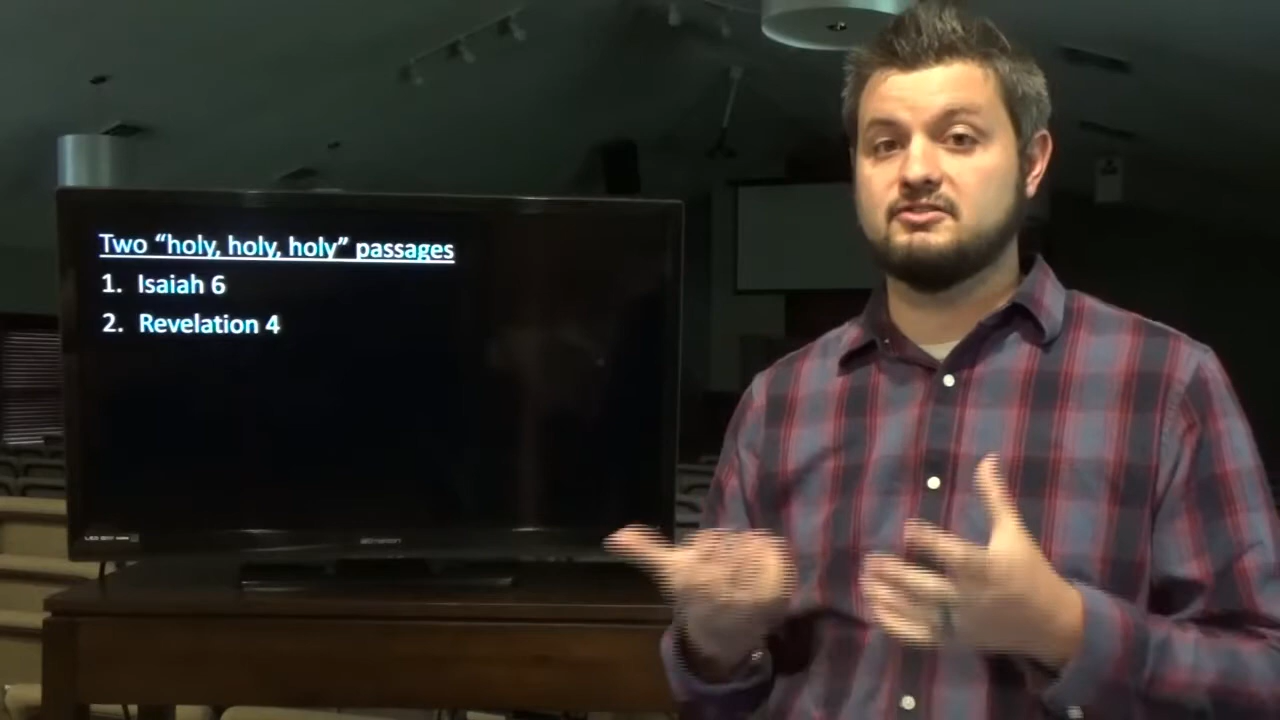 Two “holy, holy, holy” passages
1. Isaiah 6
2. Revelation 4